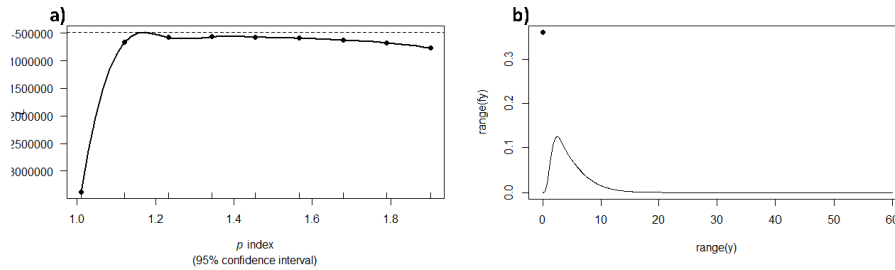 a)
-500000
1000000
1500000
2000000
3000000
L
1.0 1.2 1.4 1.6 1.8
p index
(95% confidence interval)
b)
range(fy)
0.3
0.2
0.1
0.0
0 10 20 30 40 50 60
range(y)